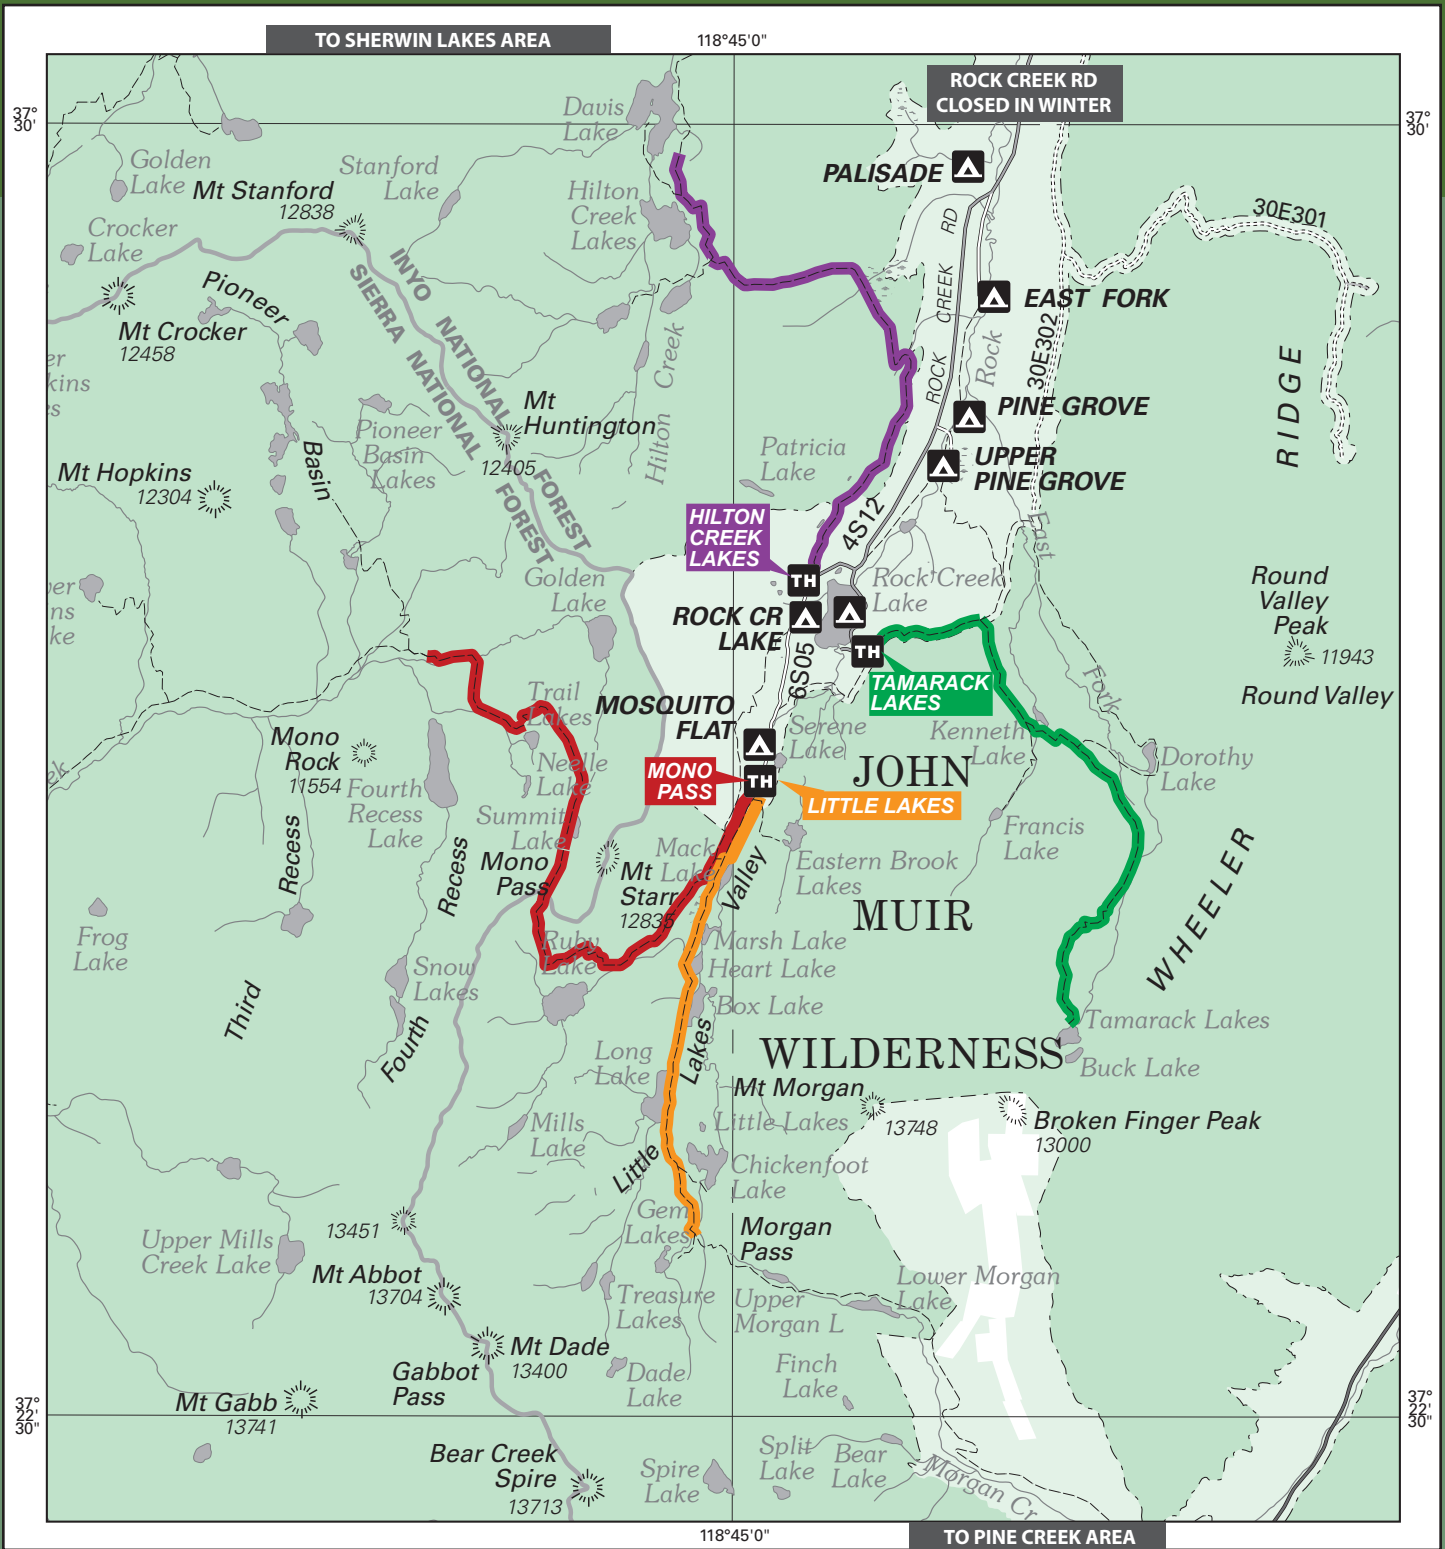 TO SHERWIN LAKES AREA
118°45'0"
ROCK CREEK RD
CLOSED IN WINTER
37°
30'
37°
30'
Davis
Lake
Golden
Lake
Stanford
Lake
PALISADE
Mt Stanford
12838
Hilton
Creek
Lakes
Crocker
Lake
RD
30E301
INYO
NATIONAL
FOREST
SIERRA
NATIONAL
FOREST
Pioneer
Basin
CREEK
ROCK
EAST FORK
Mt Crocker
12458
Rock
30E302
Hilton Creek
er
kins
es
RIDGE
Mt
Huntington
12405
PINE GROVE
Pioneer
Basin
Lakes
Patricia
Lake
UPPER
PINE GROVE
Mt Hopkins
12304
HILTON
CREEK
LAKES
4S12
East
Fork
TH
Golden
Lake
Rock Creek
Lake
Round
Valley
Peak
11943
ver
ns
ke
ROCK CR
LAKE
TH
6S05
TAMARACK
LAKES
Round Valley
Trail
Lakes
MOSQUITO
FLAT
Serene
Lake
Kenneth
Lake
Mono
Rock
11554
Neelle
Lake
MONO
PASS
TH
JOHN
Dorothy
Lake
LITTLE LAKES
Fourth
Recess
Lake
Summit
Lake
Francis
Lake
Recess
Recess
Mono
Pass
Mack
Lake
Valley
Eastern Brook
Lakes
Mt
Starr
12835
WHEELER
MUIR
Frog
Lake
Ruby
Lake
Marsh Lake
Heart Lake
Snow
Lakes
Box Lake
Third
Fourth
Tamarack Lakes
Lakes
WILDERNESS
Long
Lake
Buck Lake
Mt Morgan
13748
Little Lakes
Broken Finger Peak
13000
Mills
Lake
Little
Chickenfoot
Lake
13451
Gem
Lakes
Morgan
Pass
Upper Mills
Creek Lake
Mt Abbot
13704
Lower Morgan
Lake
Treasure
Lakes
Upper
Morgan L
Mt Dade
13400
Gabbot
Pass
Dade
Lake
Finch
Lake
Mt Gabb
13741
37°
22'
30"
37°
22'
30"
Bear Creek
Spire
13713
Spire
Lake
Split
Lake
Bear
Lake
Morgan Cr
118°45'0"
TO PINE CREEK AREA